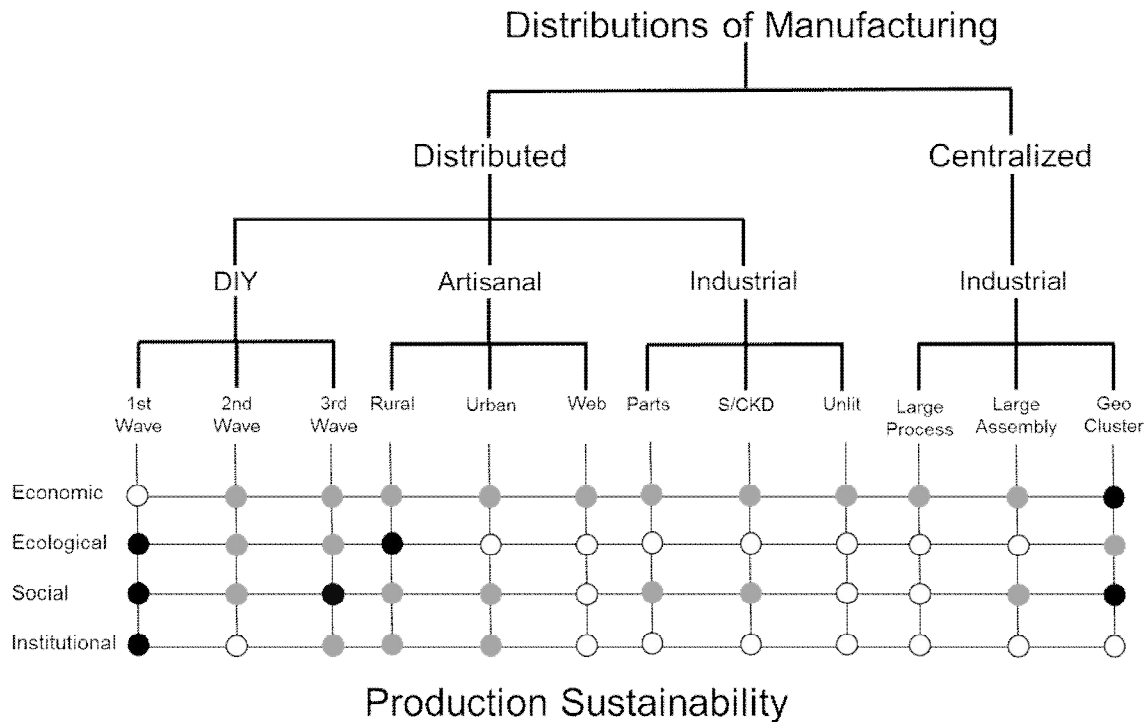 Distributions of Manufacturing
Distributed
Centralized
DIY
Artisanal
Industrial
Industrial
1st
Wave
2nd
Wave
3rd
Wave
Rural
Urban
Web
Parts
S/CKD
Unlit
Large
Process
Large
Assembly
Geo
Cluster
Economic
Ecological
Social
Institutional
Production Sustainability